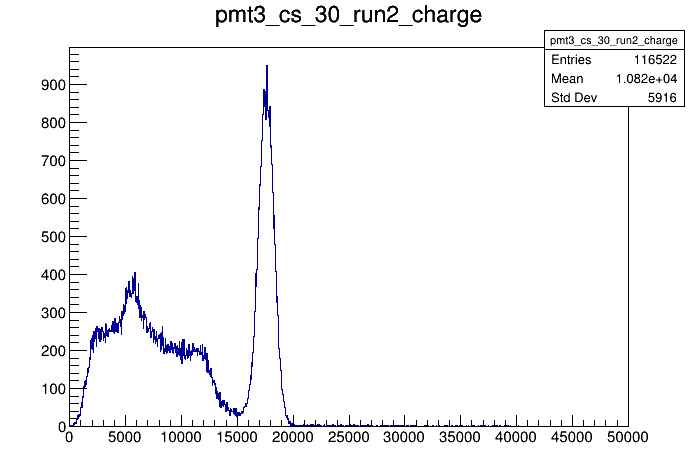 pmt3_cs_30_run2_charge
pmt3_cs_30_run2_charge
Entries 116522
Mean 1.082e+04
Std Dev 5916
900
800
700
600
500
400
300
200
100
0
0 5000 10000 15000 20000 25000 30000 35000 40000 45000 50000